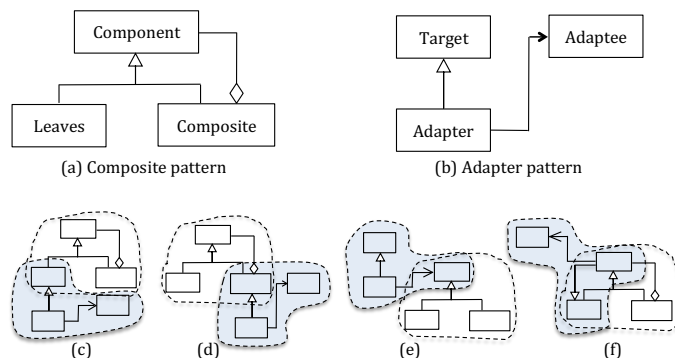 Component
Leaves
Composite
(a) Composite pattern
Target
Adaptee
Adapter
(b) Adapter pattern
(c)
(d)
(e)
(f)